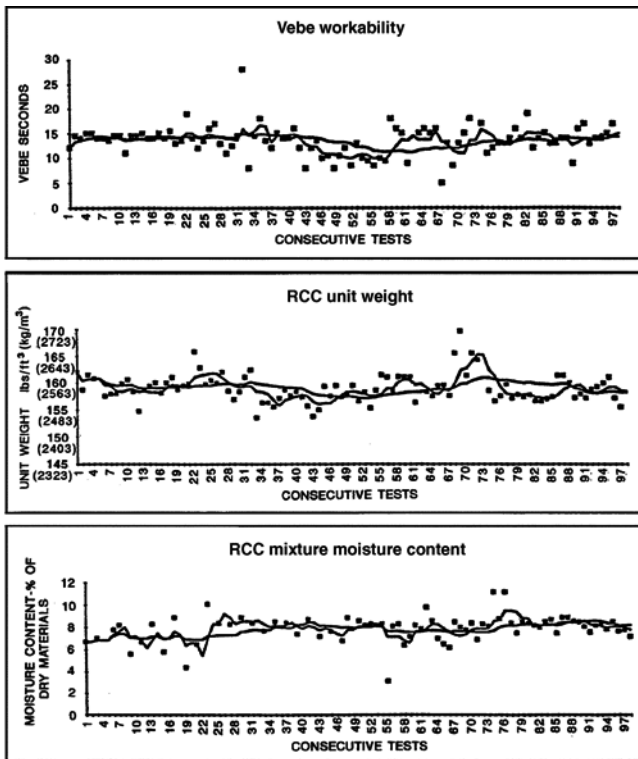 Vebe workability
VEBE SECONDS
30
25
20
15
10
5
0
1 4 7 10 13 16 19 22 25 28 31 34 37 40 43 46 49 52 55 58 61 64 67 70 73 76 79 82 85 88 91 94 97
CONSECUTIVE TESTS
RCC unit weight
UNIT WEIGHT lbs/ft³ (kg/m³)
170
(2723)
165
(2643)
160
(2563)
155
(2483)
150
(2403)
145
(2323)
1 4 7 10 13 16 19 22 25 28 31 34 37 40 43 46 49 52 55 58 61 64 67 70 73 76 79 82 85 88 91 94 97
CONSECUTIVE TESTS
RCC mixture moisture content
MOISTURE CONTENT-% OF
DRY MATERIALS
12
10
8
6
4
2
0
1 4 7 10 13 16 19 22 25 28 31 34 37 40 43 46 49 52 55 58 61 64 67 70 73 76 79 82 85 88 91 94 97
CONSECUTIVE TESTS